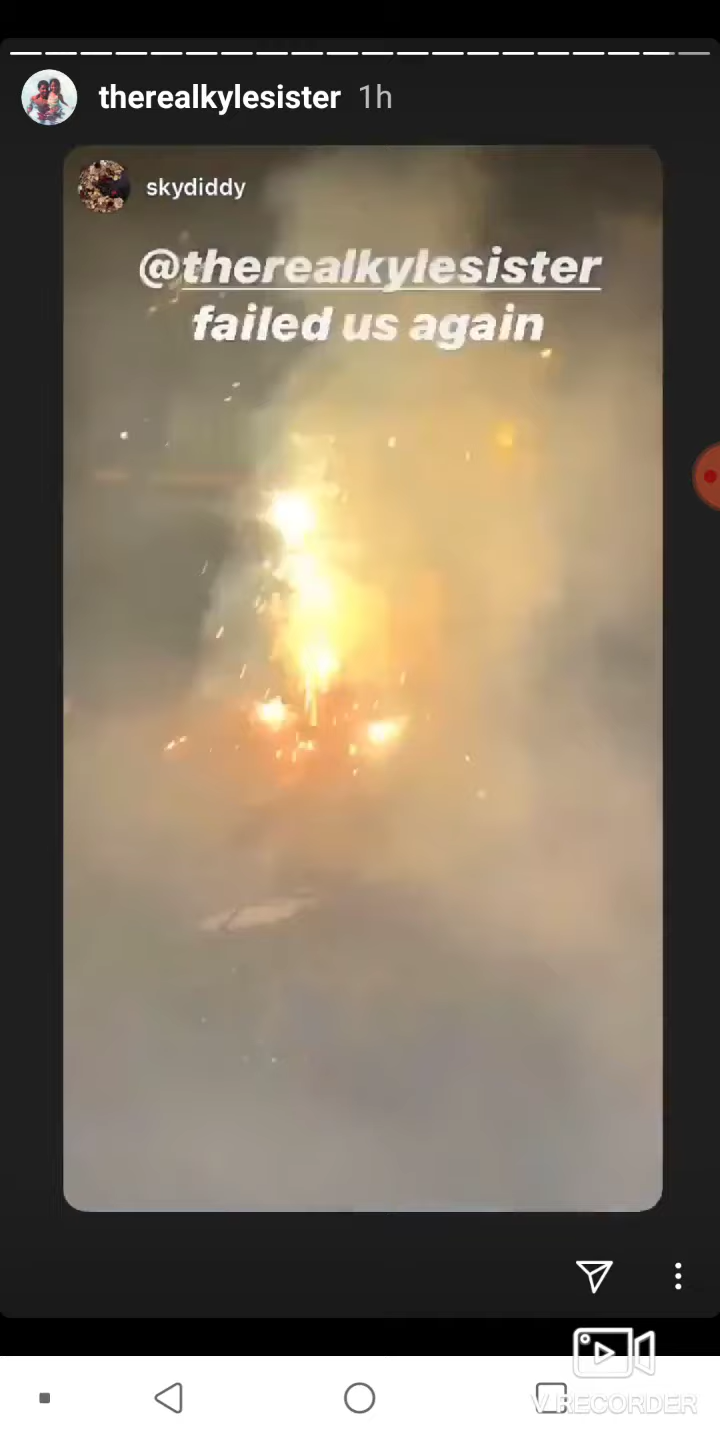 therealkylesister 1h
skydiddy
@therealkylesister
failed us again
V RECORDER